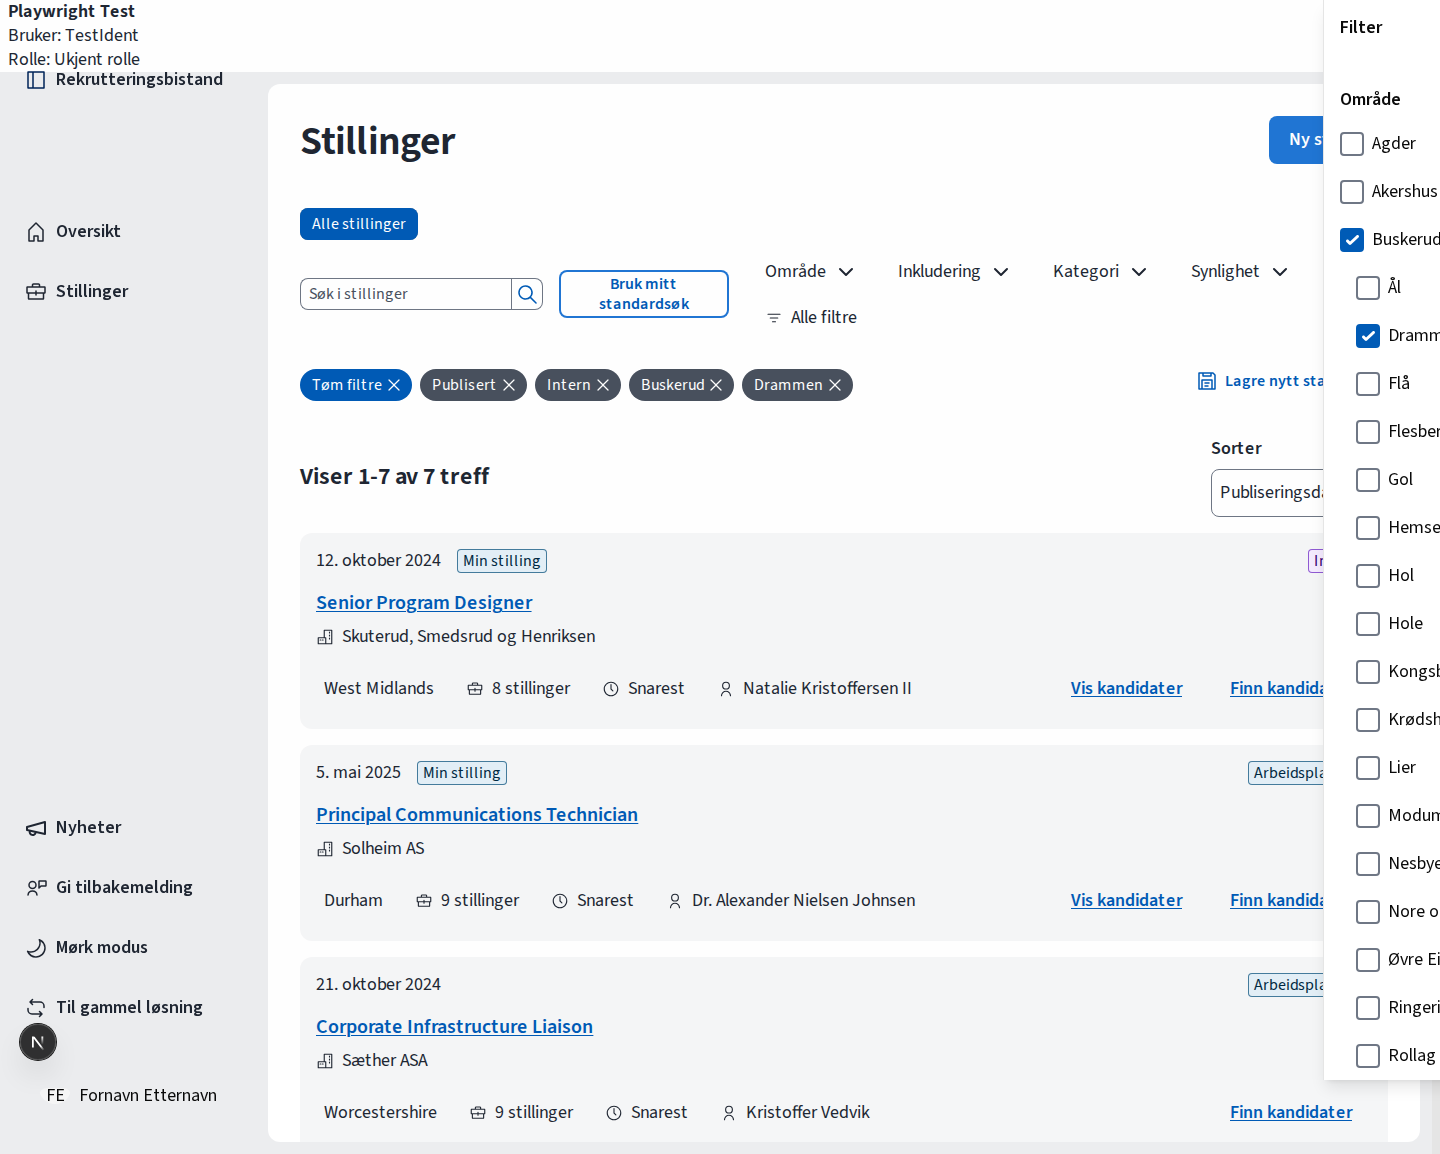 Playwright Test
Bruker: TestIdent
Rolle: Ukjent rolle
Rekrutteringsbistand
Oversikt
Stillinger
Nyheter
Gi tilbakemelding
Mørk modus
Til gammel løsning
N
FE Fornavn Etternavn
Stillinger
Ny s
Alle stillinger
Søk i stillinger
Bruk mitt
standardsøk
Område
Inkludering
Kategori
Synlighet
Alle filtre
Tøm filtre
Publisert
Intern
Buskerud
Drammen
Lagre nytt sta
Viser 1-7 av 7 treff
Sorter
Publiseringsda
12. oktober 2024 Min stilling In
Senior Program Designer
Skuterud, Smedsrud og Henriksen
West Midlands 8 stillinger Snarest Natalie Kristoffersen II Vis kandidater Finn kandida
5. mai 2025 Min stilling Arbeidspla
Principal Communications Technician
Solheim AS
Durham 9 stillinger Snarest Dr. Alexander Nielsen Johnsen Vis kandidater Finn kandida
21. oktober 2024 Arbeidspla
Corporate Infrastructure Liaison
Sæther ASA
Worcestershire 9 stillinger Snarest Kristoffer Vedvik Finn kandidater
Filter
Område
Agder
Akershus
Buskerud
Ål
Dramm
Flå
Flesber
Gol
Hemse
Hol
Hole
Kongsb
Krødsh
Lier
Modum
Nesbye
Nore o
Øvre Ei
Ringeri
Rollag